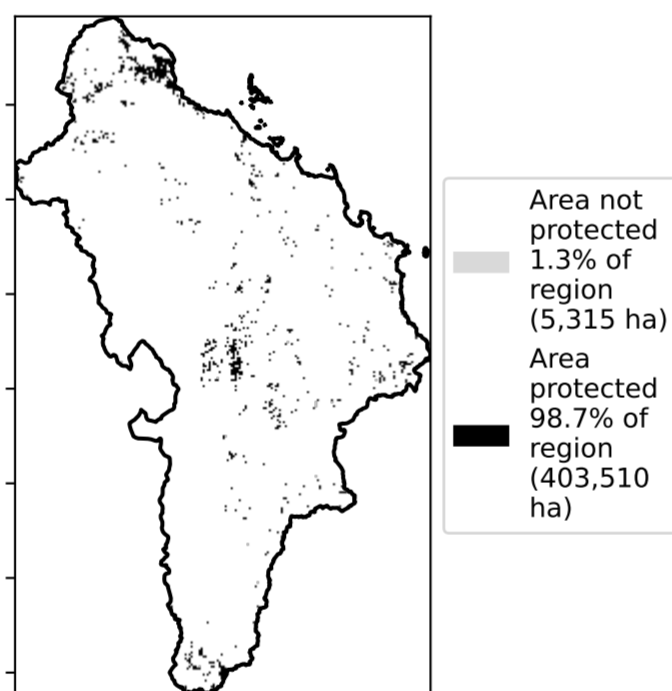 Area not
protected
1.3% of
region
(5,315 ha)
Area
protected
98.7% of
region
(403,510
ha)